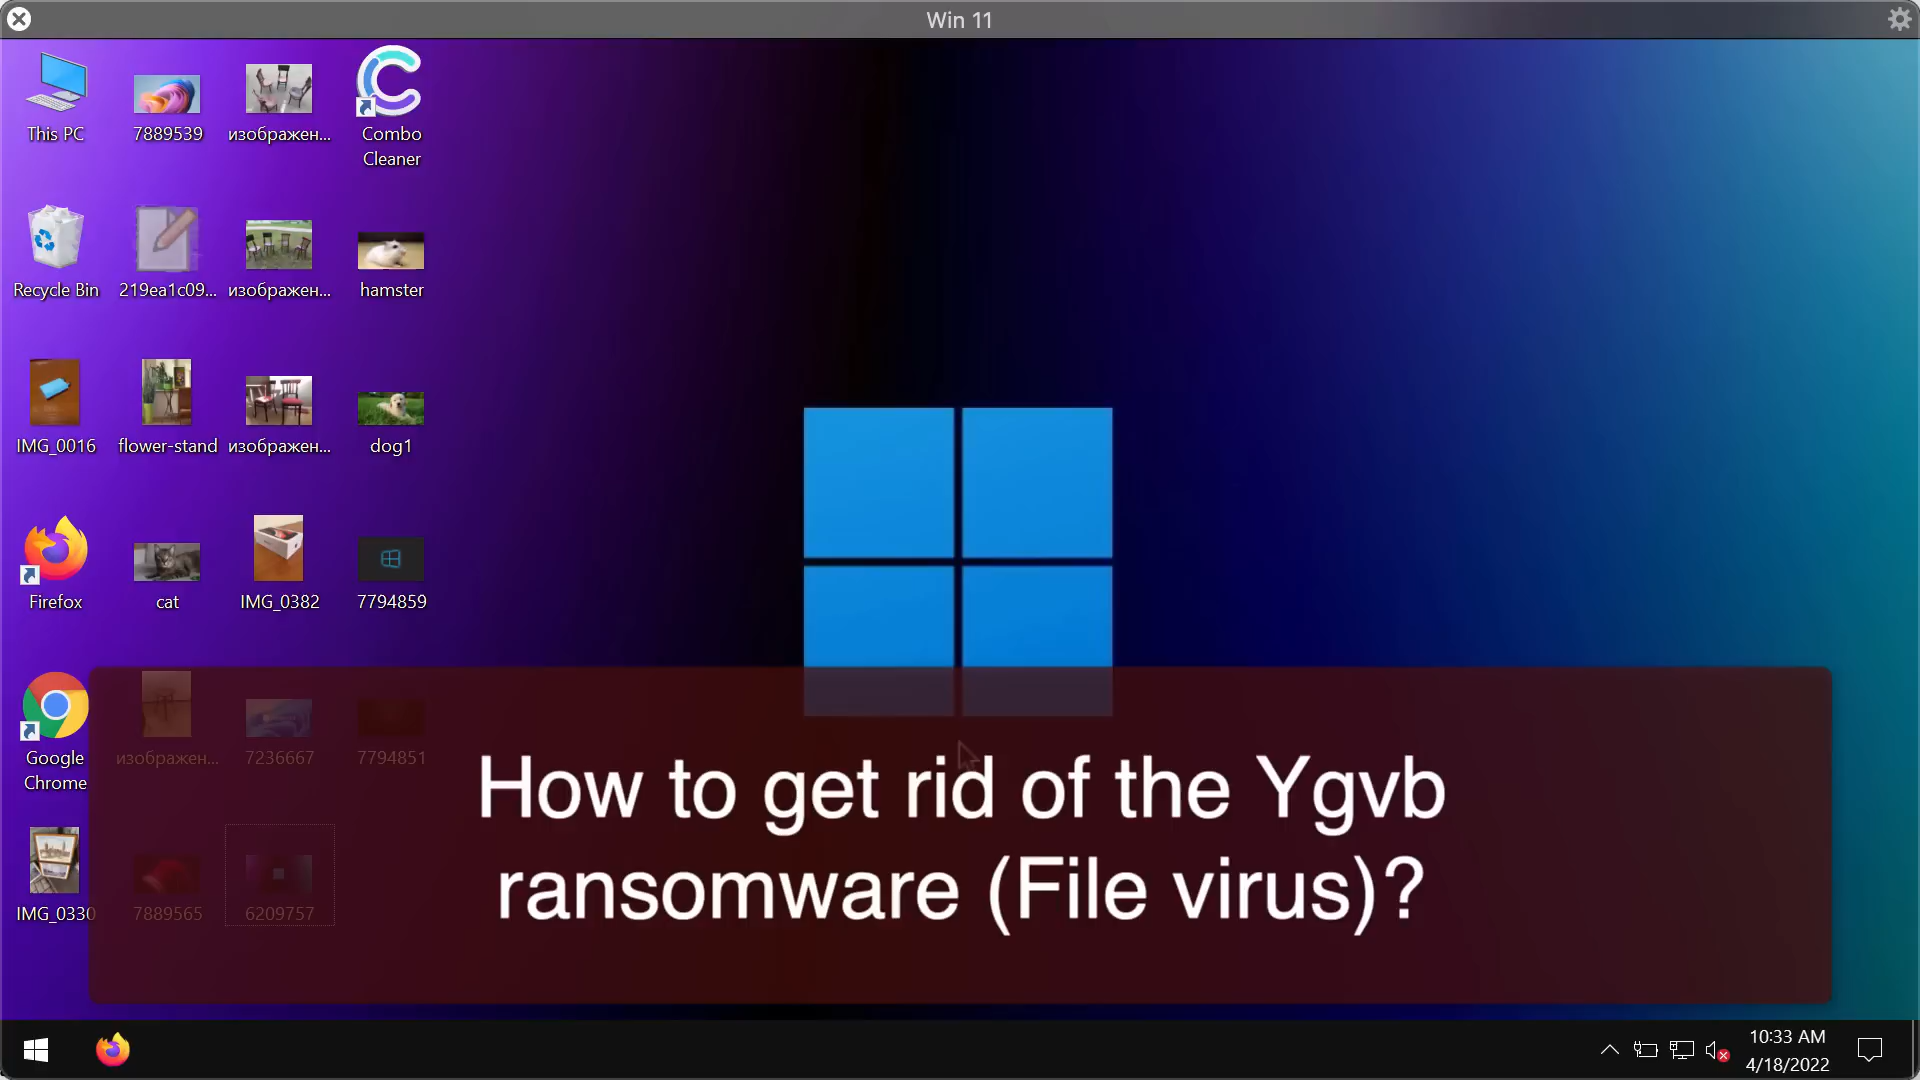 Win 11
This PC
7889539
изображен...
Combo
Cleaner
Recycle Bin
219ea1c09...
изображен...
hamster
IMG_0016
flower-stand
изображен...
dog1
Firefox
cat
IMG_0382
7794859
Google
Chrome
изображен...
7236667
7794851
IMG_0330
7889565
6209757
How to get rid of the Ygvb
ransomware (File virus)?
10:33 AM
4/18/2022